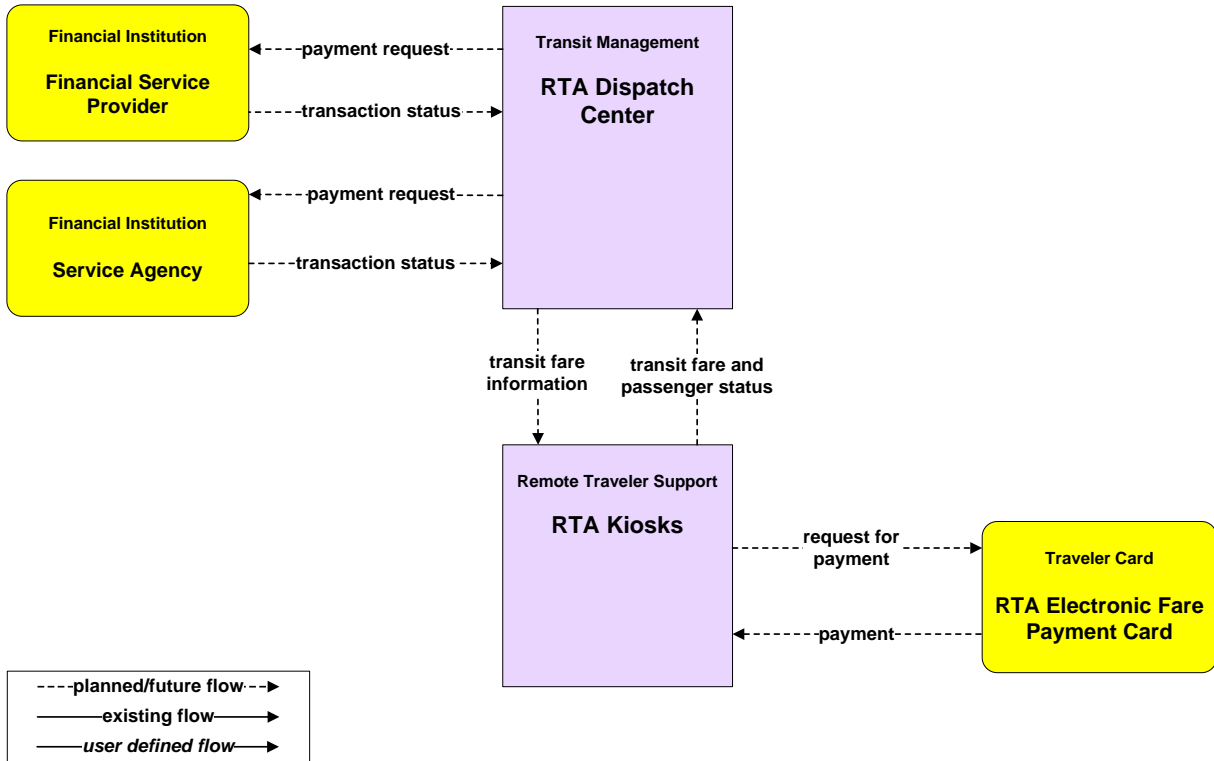 Financial Institution
Financial Service
Provider
payment request
transaction status
Transit Management
RTA Dispatch
Center
Financial Institution
Service Agency
payment request
transaction status
transit fare
information
transit fare and
passenger status
Remote Traveler Support
RTA Kiosks
request for
payment
payment
Traveler Card
RTA Electronic Fare
Payment Card
planned/future flow
existing flow
user defined flow